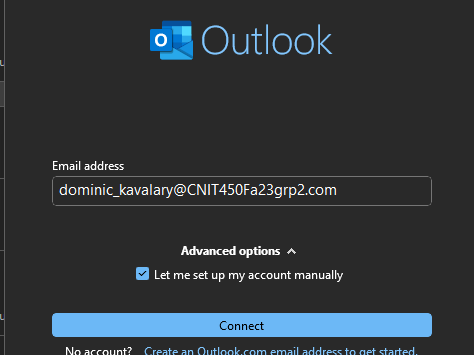 Outlook
Email address
dominic_kavalary@CNIT450Fa23grp2.com
Advanced options
Let me set up my account manually
Connect
No account? Create an Outlook.com email address to get started.